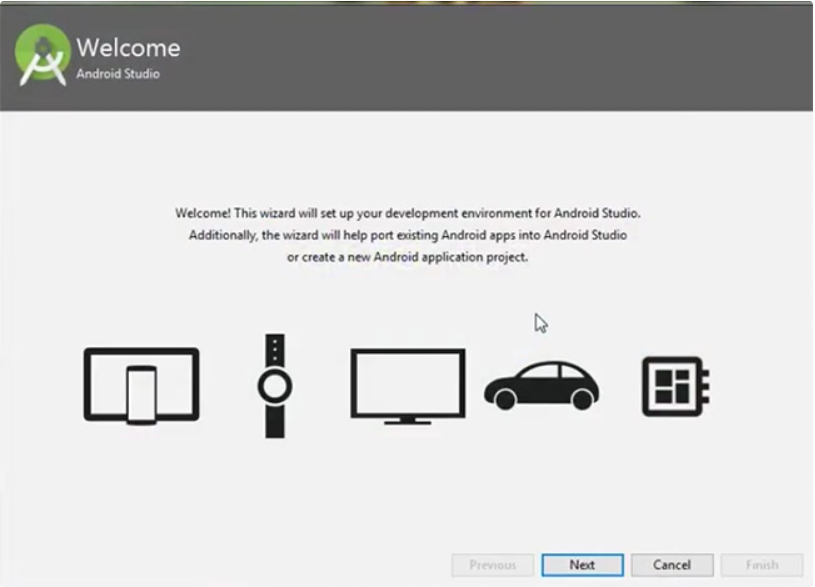 Welcome
Android Studio
Welcome! This wizard will set up your development environment for Android Studio.
Additionally, the wizard will help port existing Android apps into Android Studio
or create a new Android application project.
Previous
Next
Cancel
Finish